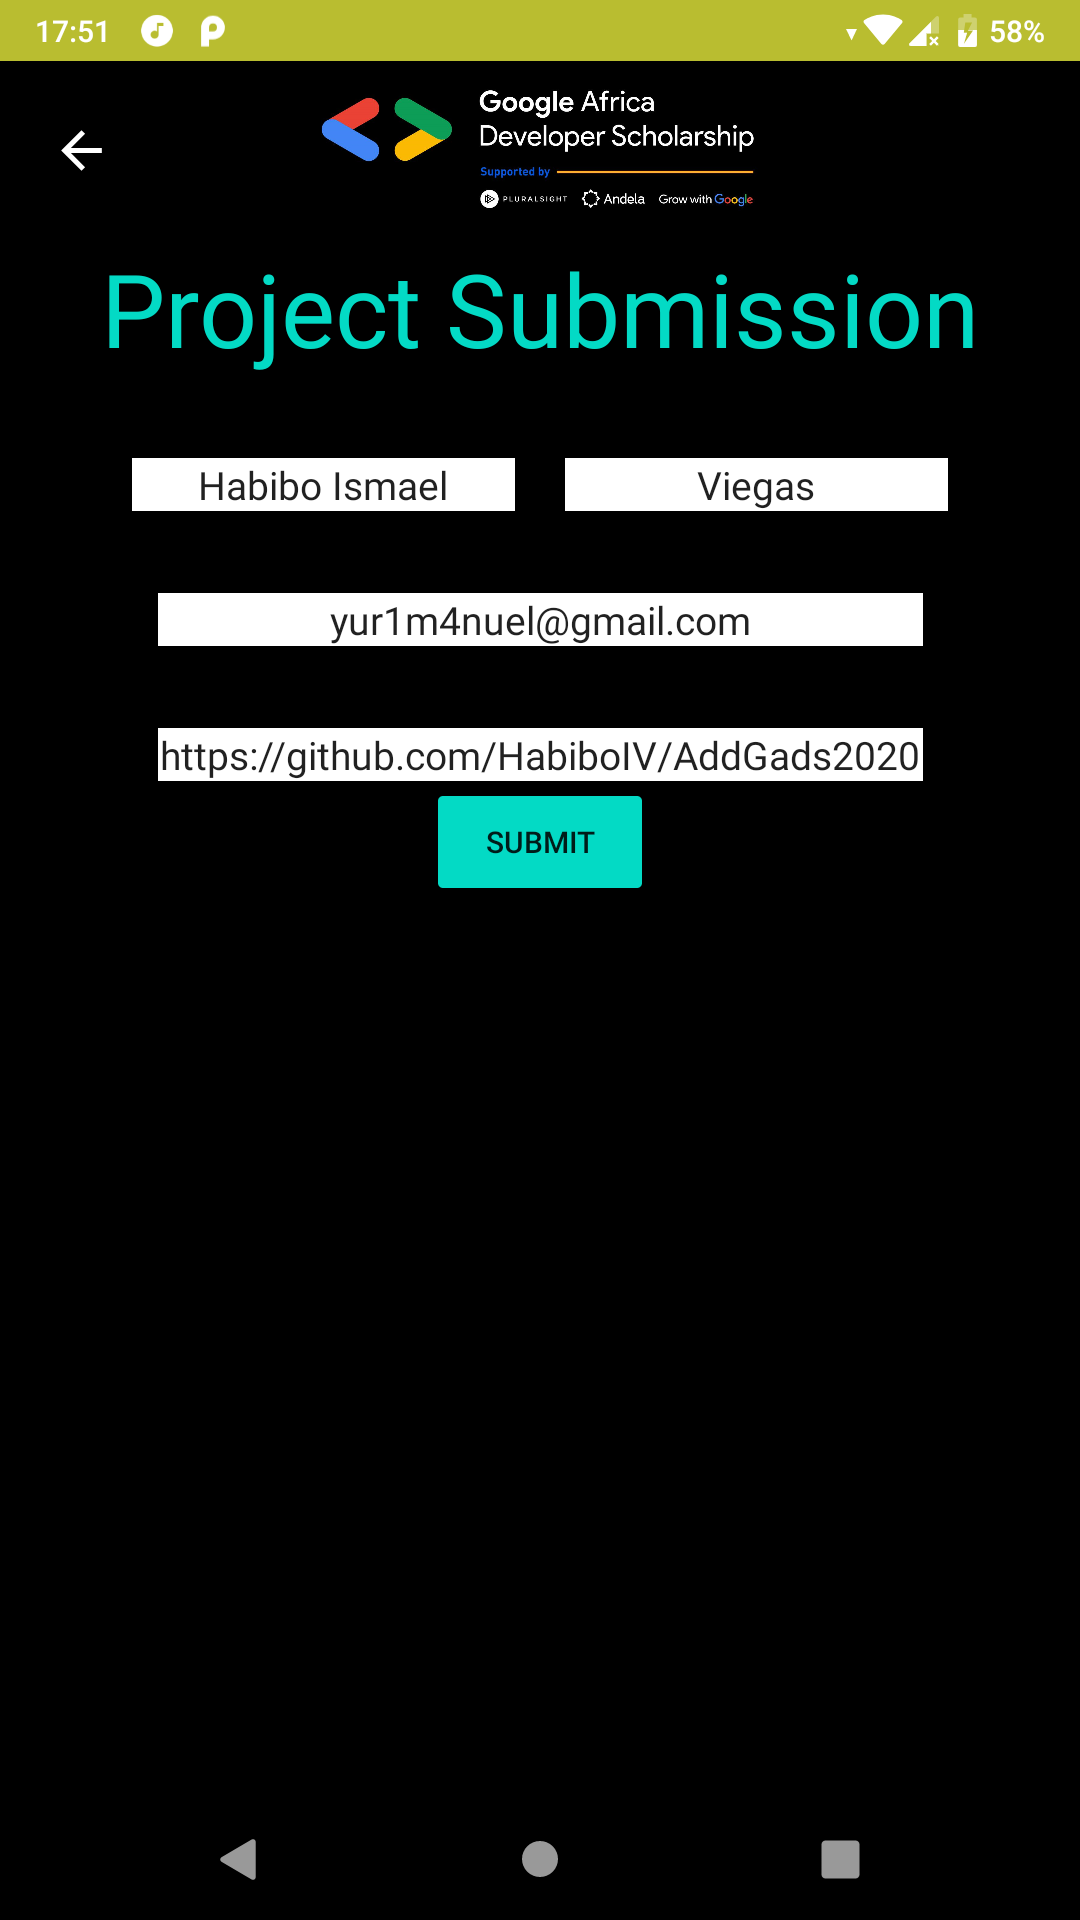 17:51
58%
Google Africa
Developer Scholarship
Supported by
PLURALSIGHT Andela Grow with Google
Project Submission
Habibo Ismael Viegas
yur1m4nuel@gmail.com
https://github.com/HabiboIV/AddGads2020
SUBMIT